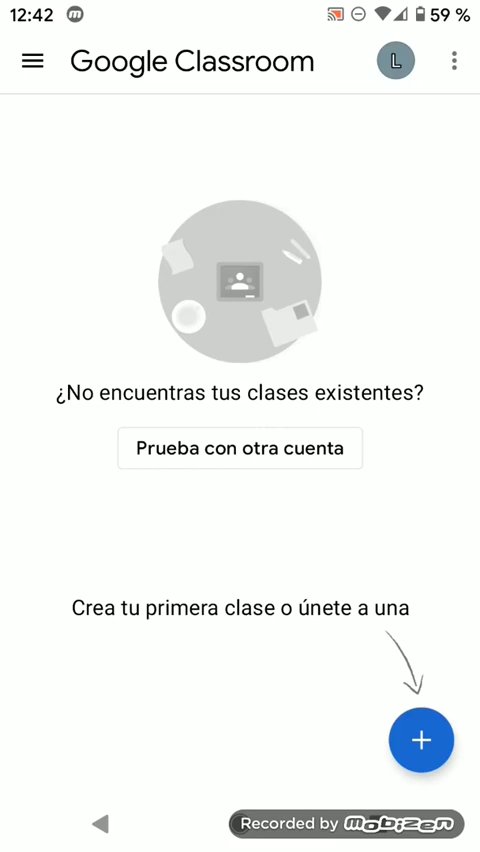 12:42
59 %
Google Classroom
L
¿No encuentras tus clases existentes?
Prueba con otra cuenta
Crea tu primera clase o únete a una
+
Recorded by mobizen